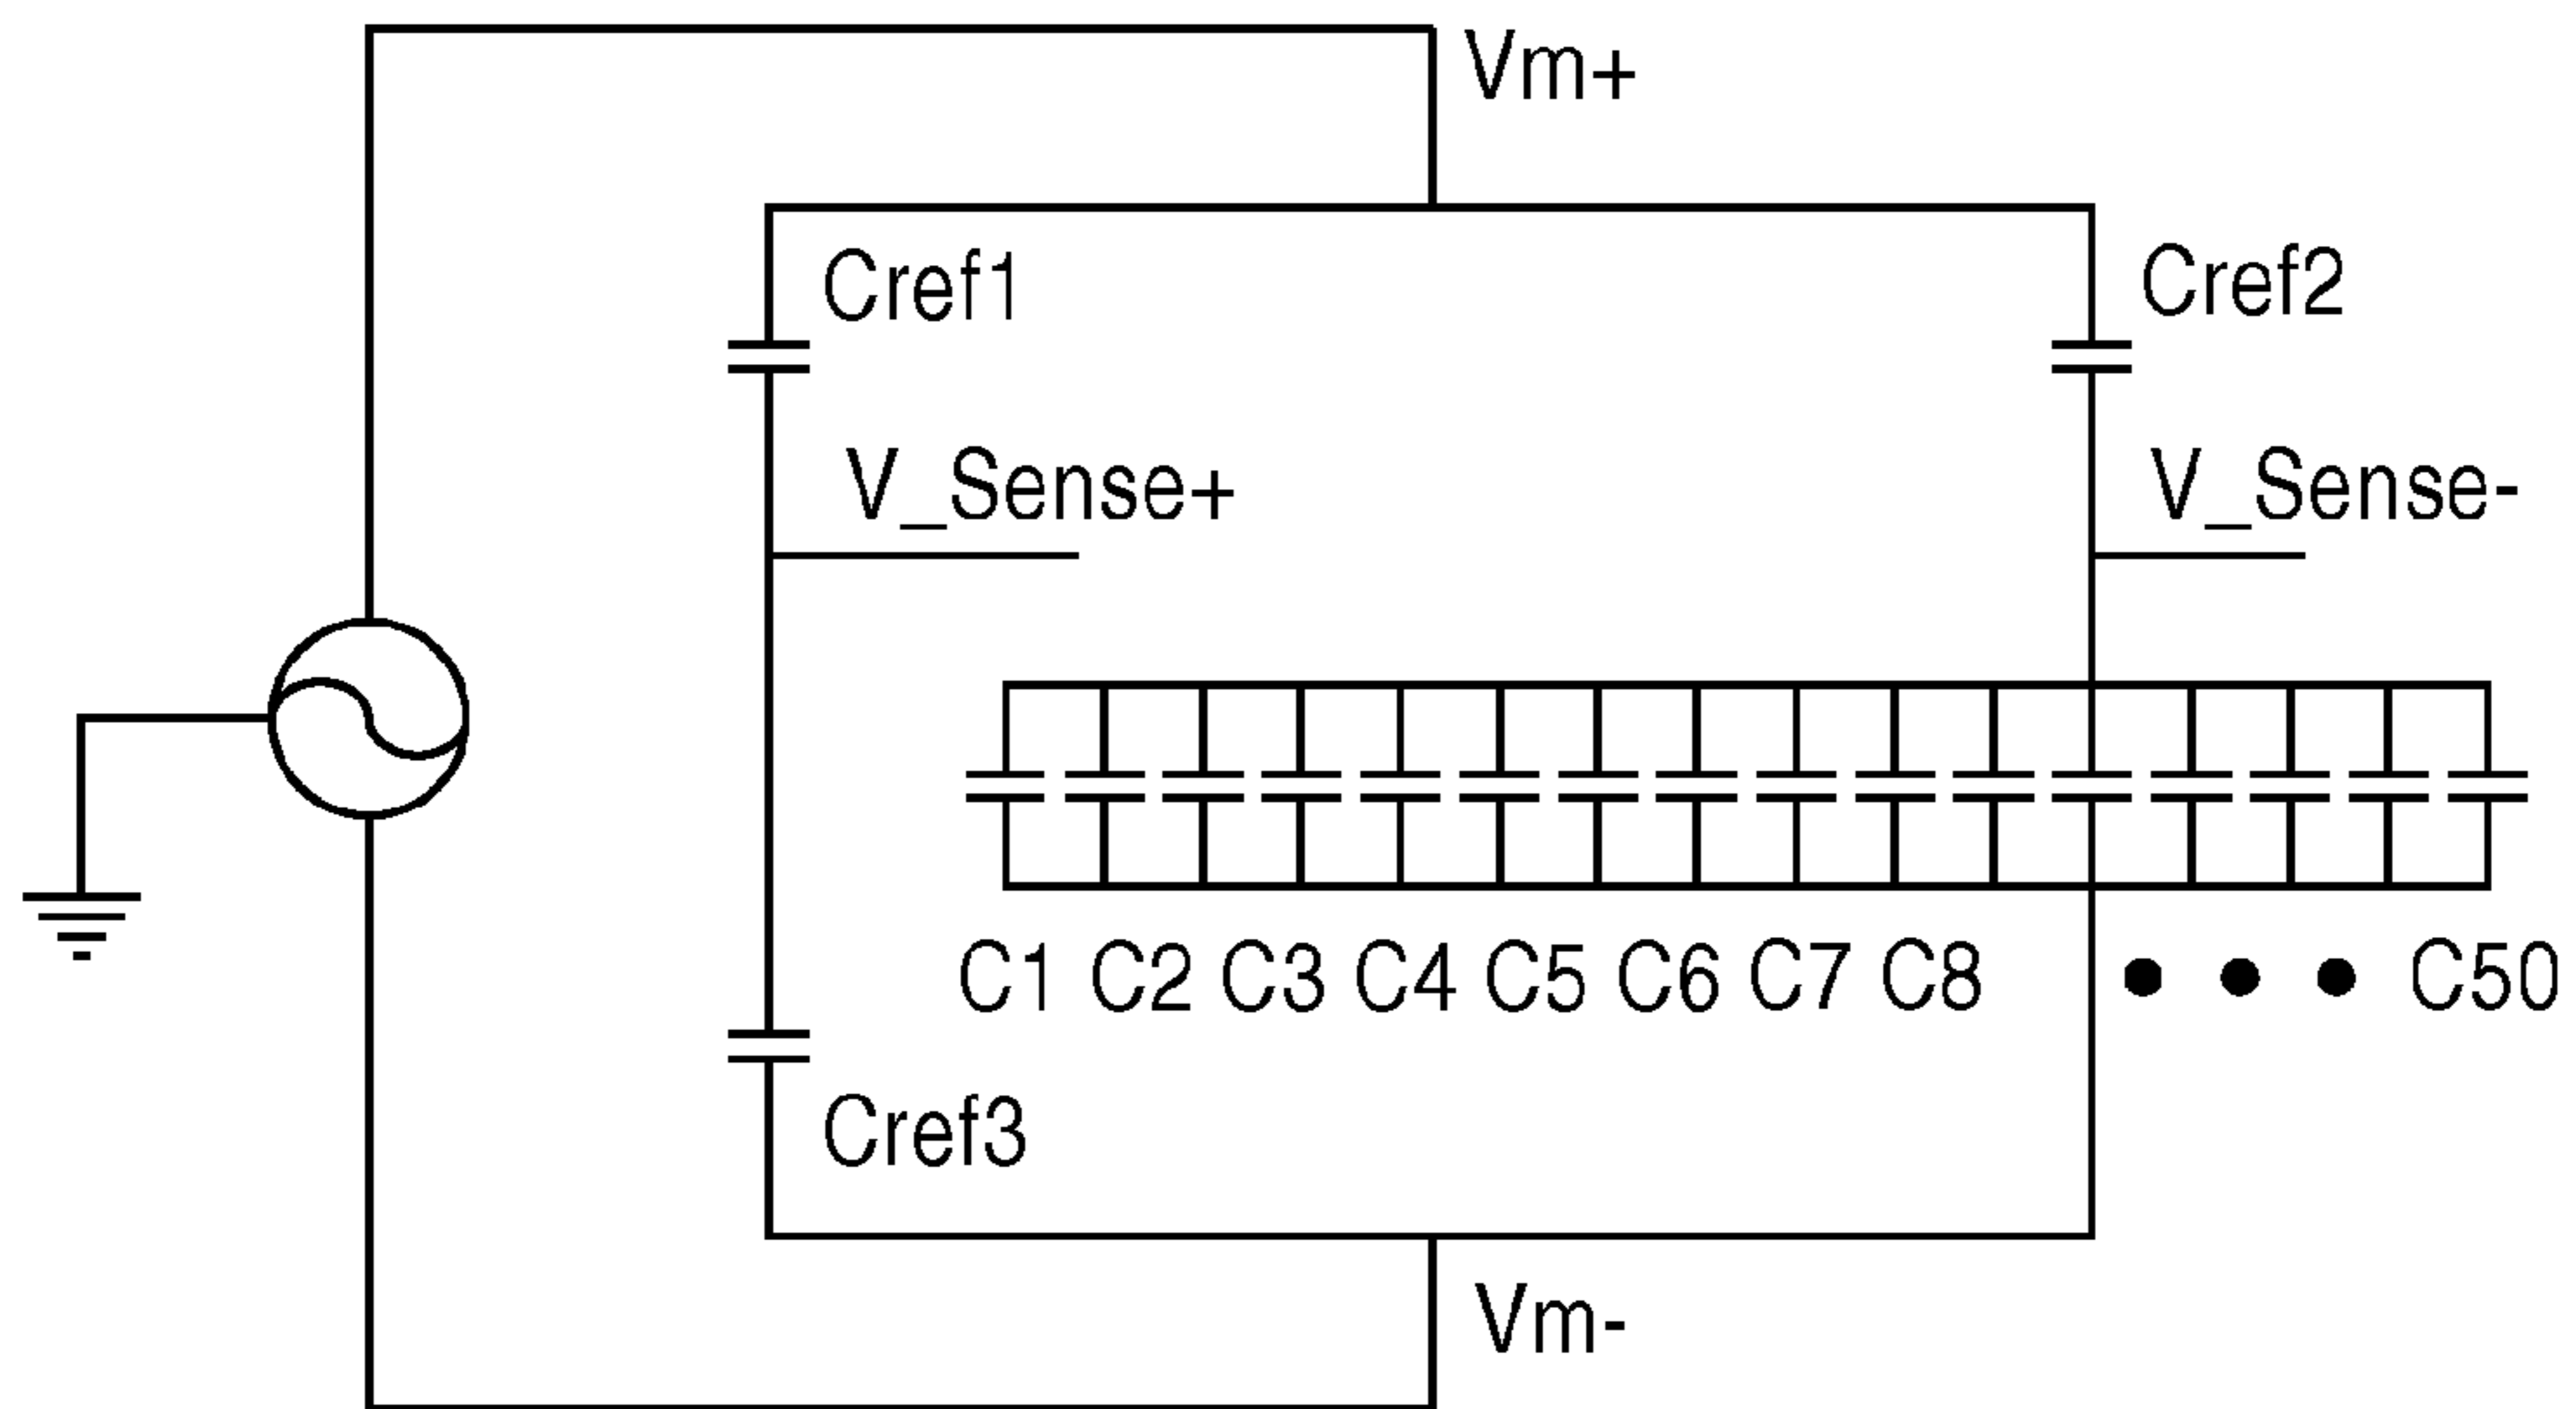 Vm+
Cref1
Cref2
V_Sense+
V_Sense-
C1 C2 C3 C4 C5 C6 C7 C8 ● ● ● C50
Cref3
Vm-